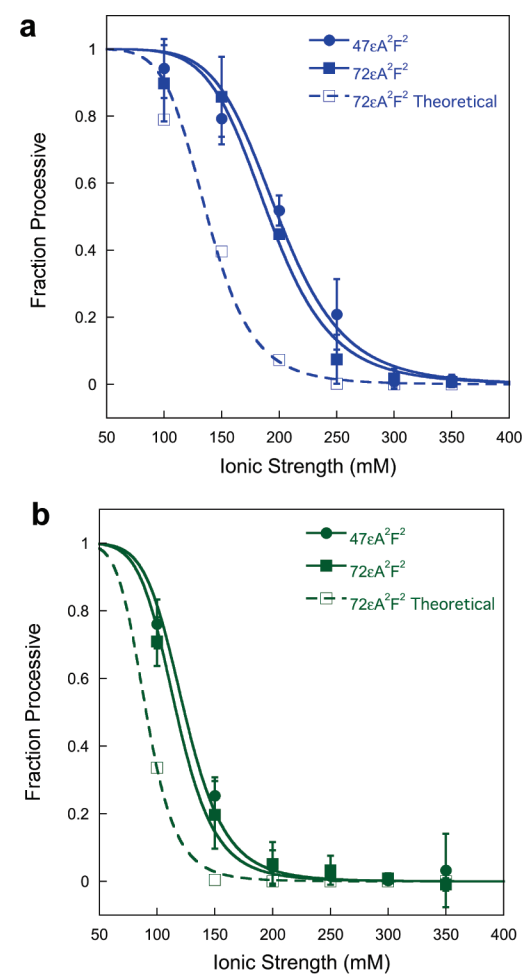 a
47εA²F²
72εA²F²
72εA²F² Theoretical
1
0.8
0.6
0.4
0.2
0
Fraction Processive
50 100 150 200 250 300 350 400
Ionic Strength (mM)
b
47εA²F²
72εA²F²
72εA²F² Theoretical
1
0.8
0.6
0.4
0.2
0
Fraction Processive
50 100 150 200 250 300 350 400
Ionic Strength (mM)